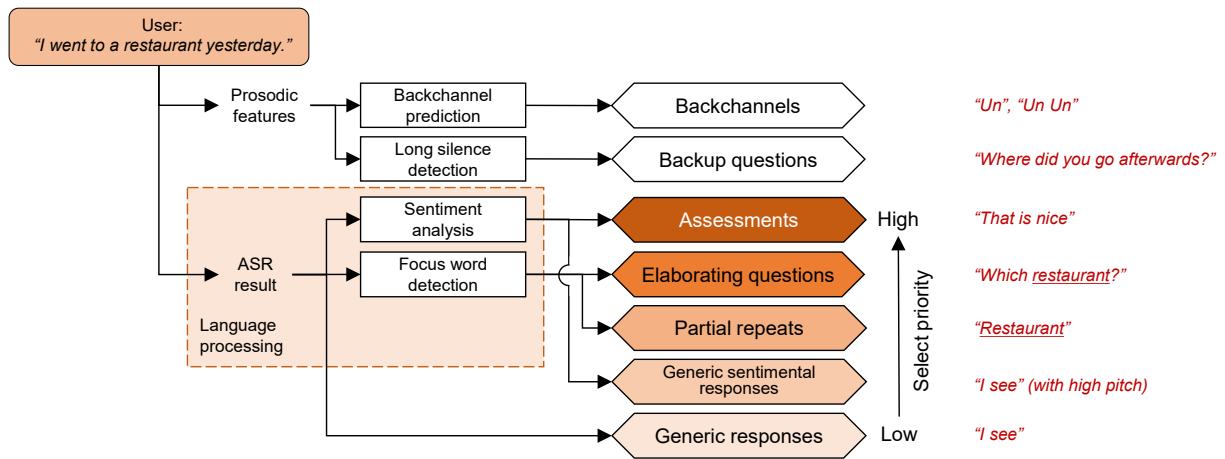 User:
“I went to a restaurant yesterday.”
Prosodic
features
Backchannel
prediction
Backchannels
“Un”, “Un Un”
Long silence
detection
Backup questions
“Where did you go afterwards?”
Sentiment
analysis
Assessments
High
“That is nice”
ASR
result
Focus word
detection
Elaborating questions
“Which restaurant?”
Language
processing
Partial repeats
“Restaurant”
Select priority
Generic sentimental
responses
“I see” (with high pitch)
Generic responses
Low
“I see”